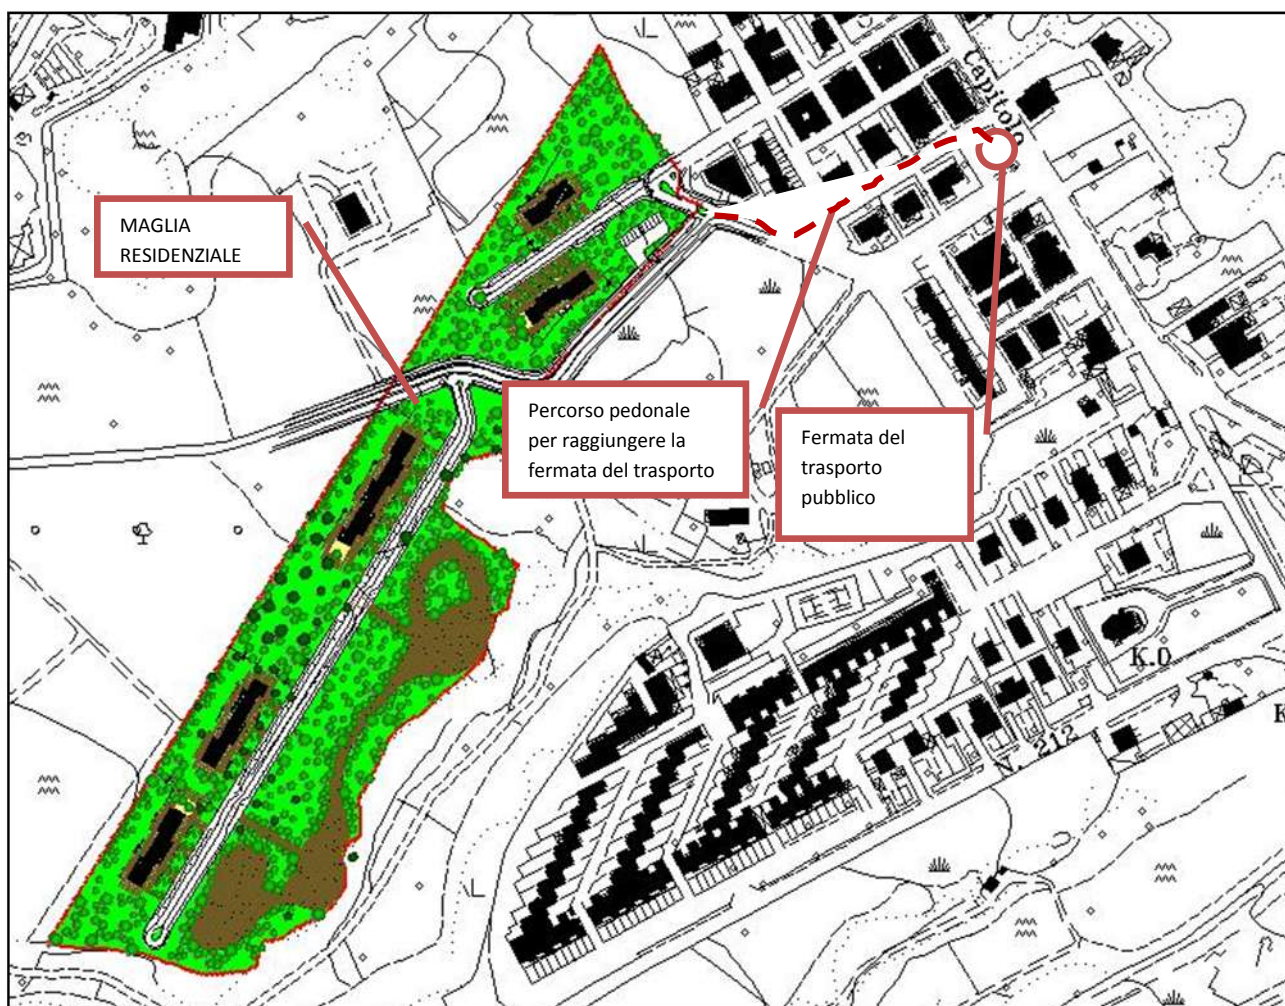 Capitolo
MAGLIA
RESIDENZIALE
Percorso pedonale
per raggiungere la
fermata del trasporto
Fermata del
trasporto
pubblico
K.0
212
K